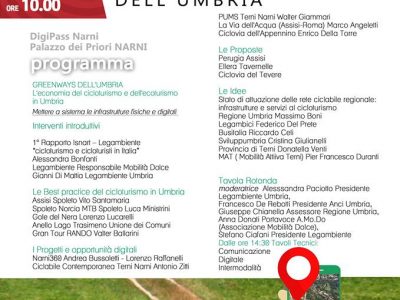 DELL'UMBRIA
ORE 10.00
DigiPass Narni
Palazzo dei Priori NARNI
programma
GREENWAYS DELL'UMBRIA
L'economia del cicloturismo e dell'ecoturismo
in Umbria
Mettere a sistema le infrastrutture fisiche e digitali
Interventi introduttivi
1° Rapporto Isnart - Legambiente
"cicloturismo e cicloturisti in Italia"
Alessandra Bonfanti
Legambiente Responsabile Mobilità Dolce
Gianni Di Mattia Legambiente Umbria
Le Best practice del cicloturismo in Umbria
Assisi Spoleto Vito Santamaria
Spoleto Norcia MTB Spoleto Luca Ministrini
Gole del Nera Lorenzo Lucarelli
Anello Lago Trasimeno Unione dei Comuni
Gran Tour RANDO Valter Ballarini
I Progetti e opportunità digitali
Narni360 Andrea Bussoletti - Lorenzo Raffanelli
Ciclabile Contemporanea Terni Narni Antonio Zitti
PUMS Terni Narni Walter Giammari
La Via dell'Acqua (Assisi-Roma) Marco Angeletti
Ciclovia dell'Appennino Enrico Della Torre
Le Proposte
Perugia Assisi
Ellera Tavernelle
Ciclovia del Tevere
Le Idee
Stato di attuazione delle rete ciclabile regionale:
infrastrutture e servizi al cicloturismo
Regione Umbria Massimo Boni
Legambici Federico Del Prete
Busitalia Riccardo Celi
Sviluppumbria Cristina Giulianelli
Provincia di Terni Donatella Venti
MAT ( Mobilità Attiva Terni) Pier Francesco Duranti
Tavola Rotonda
moderatrice Alessandra Paciotto Presidente
Legambiente Umbria,
Francesco De Rebotti Presidente Anci Umbria,
Giuseppe Chianella Assessore Regione Umbria,
Anna Donati Portavoce A.Mo.Do
(Associazione Mobilità Dolce),
Stefano Ciafani Presidente Legambiente
Dalle ore 14:30 Tavoli Tecnici:
Comunicazione
Digitale
Intermodalità